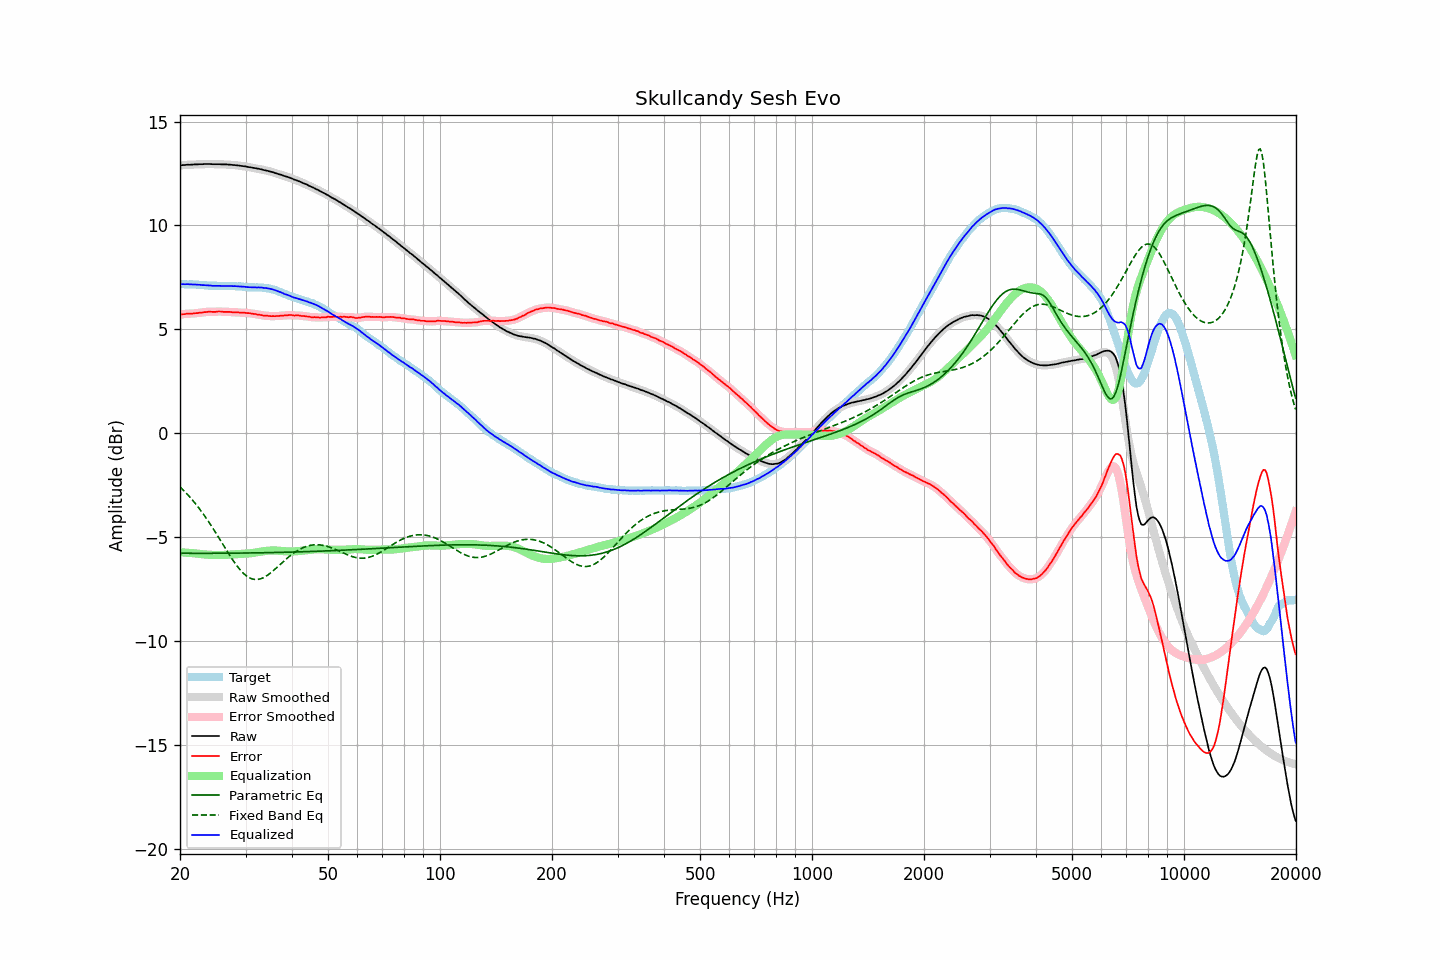 Skullcandy Sesh Evo
Amplitude (dBr)
15
10
5
0
−5
−10
−15
−20
Target
Raw Smoothed
Error Smoothed
Raw
Error
Equalization
Parametric Eq
Fixed Band Eq
Equalized
20 50 100 200 500 1000 2000 5000 10000 20000
Frequency (Hz)